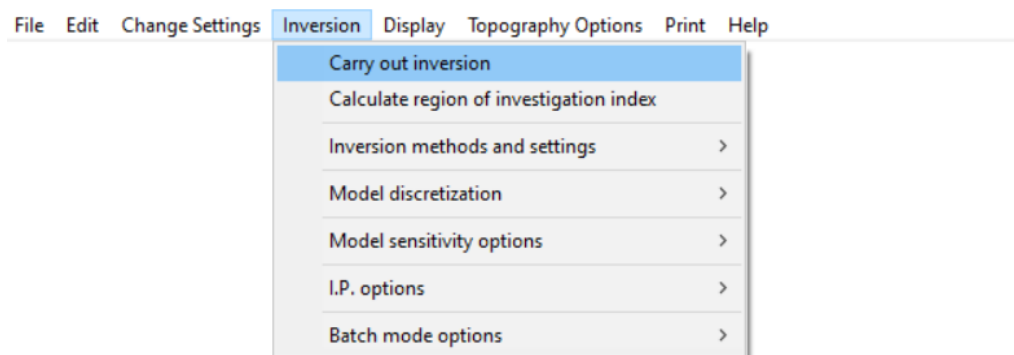 File Edit Change Settings Inversion Display Topography Options Print Help
Carry out inversion
Calculate region of investigation index
Inversion methods and settings
Model discretization
Model sensitivity options
I.P. options
Batch mode options